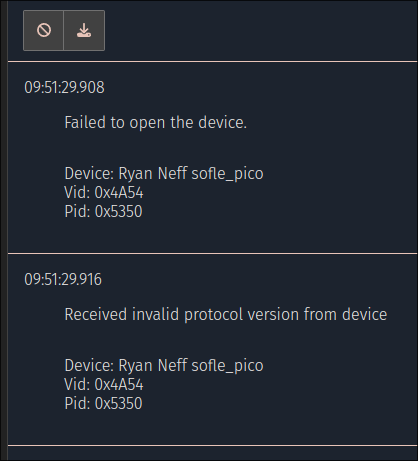 09:51:29.908
Failed to open the device.
Device: Ryan Neff sofle_pico
Vid: 0x4A54
Pid: 0x5350
09:51:29.916
Received invalid protocol version from device
Device: Ryan Neff sofle_pico
Vid: 0x4A54
Pid: 0x5350